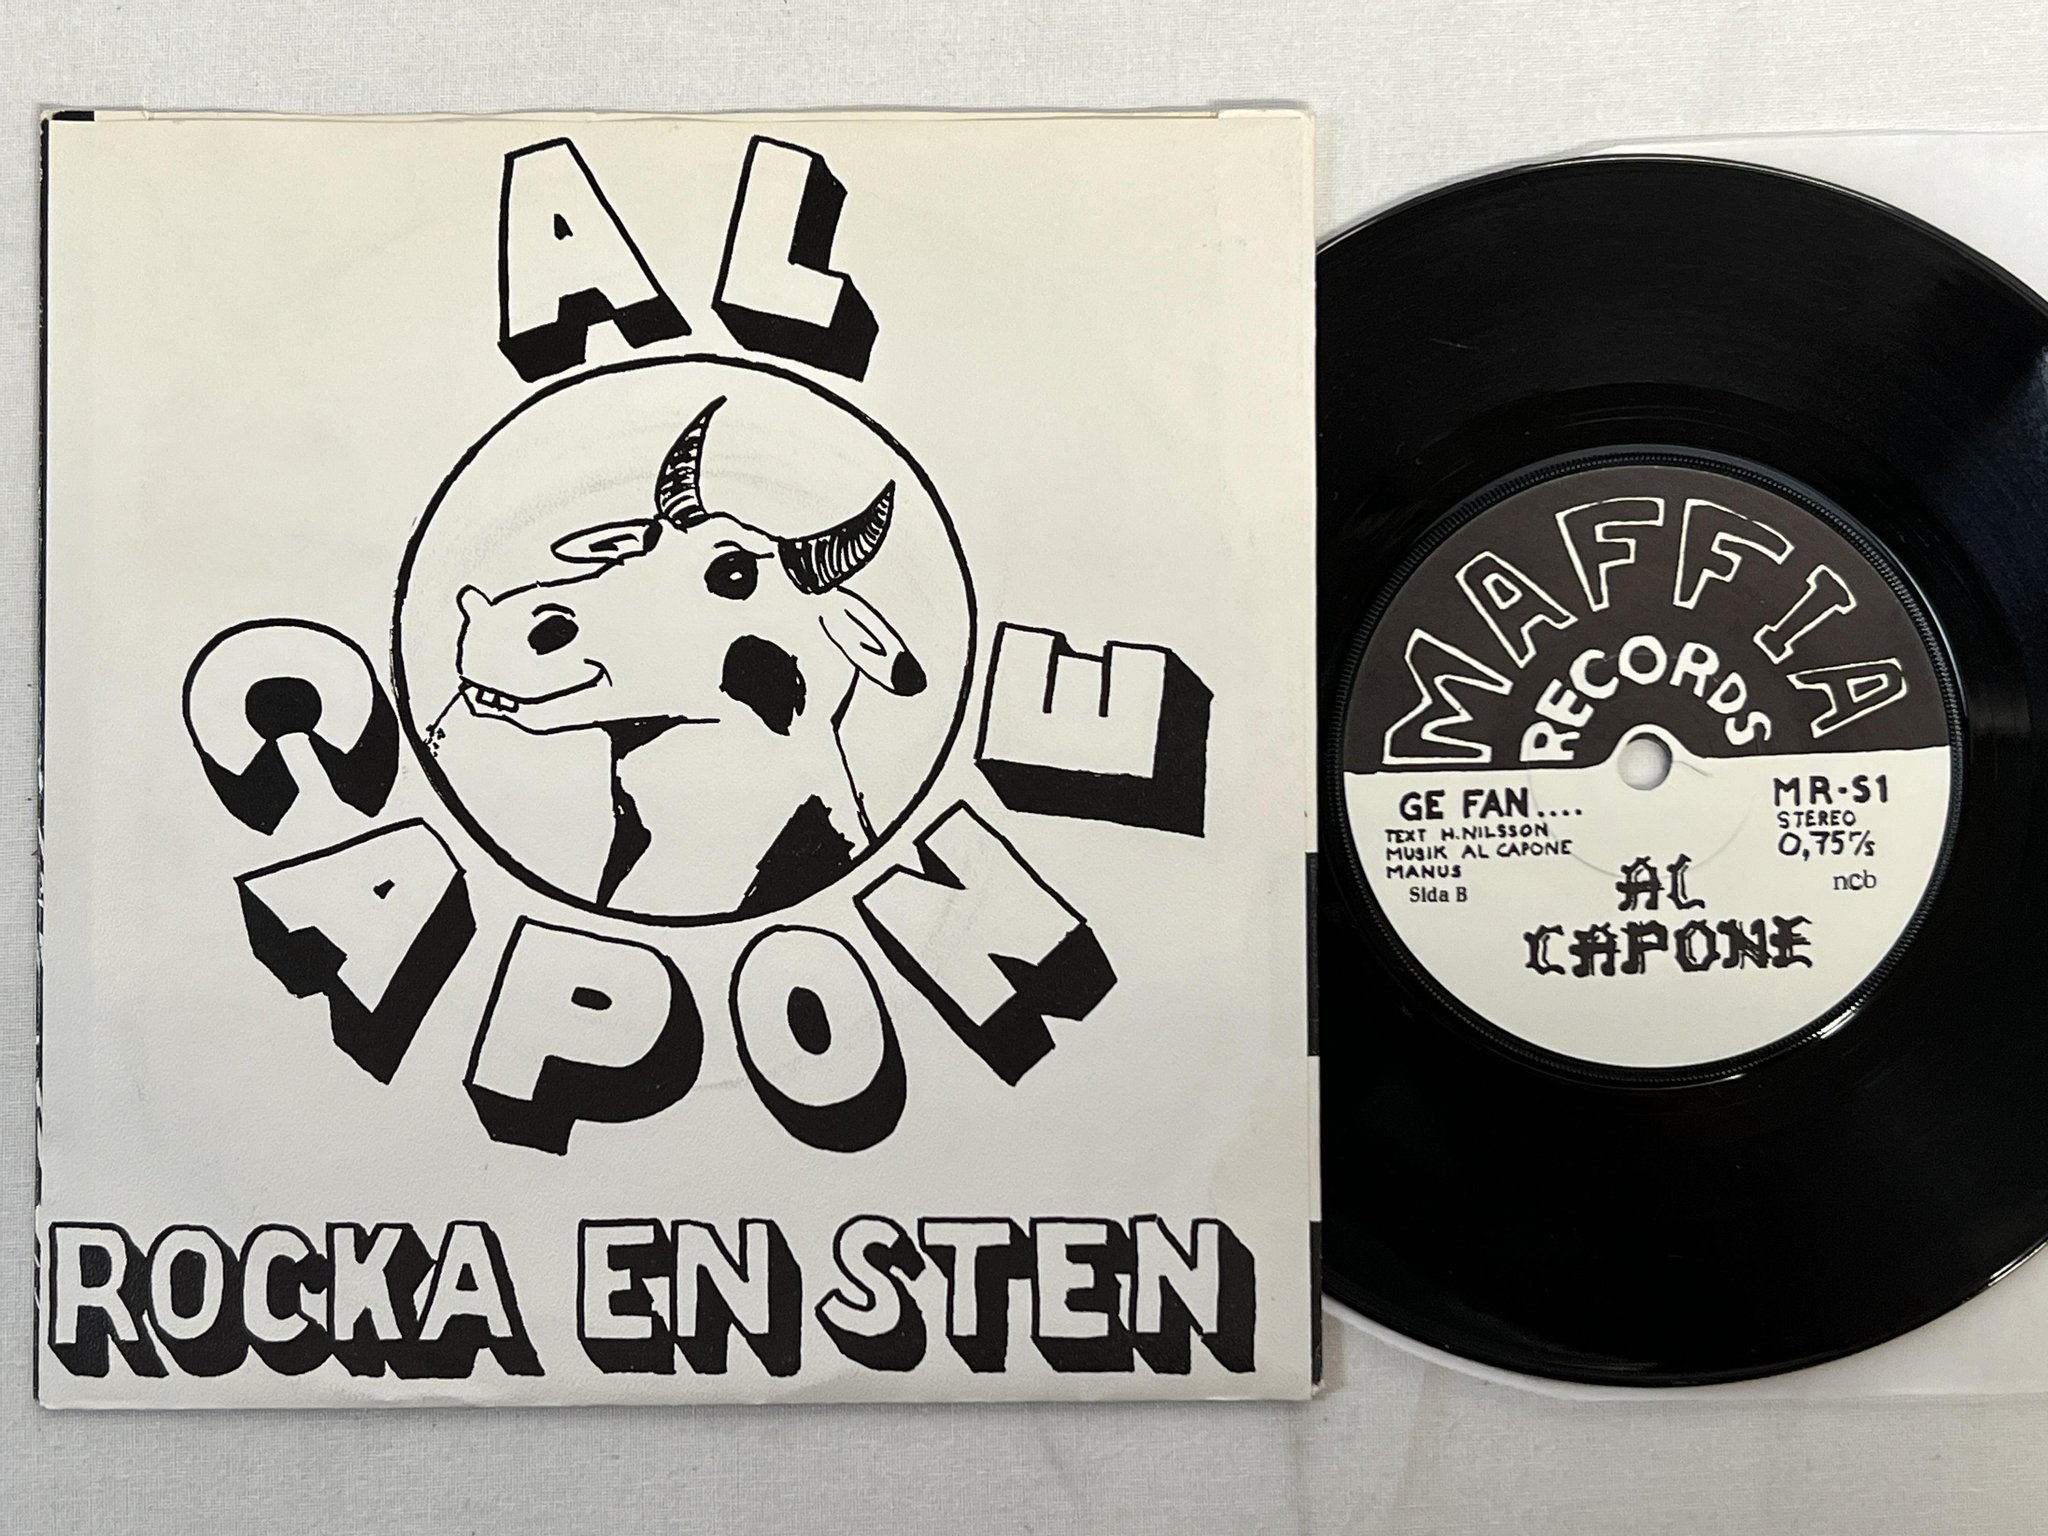 AL
CAPONE
ROCKA EN STEN
MAFFIA
RECORDS
GE FAN....
TEXT H. NILSSON
MUSIK AL CAPONE
MANUS
Sida B
MR-S1
STEREO
0,75 r/s
ncb
AL
CAPONE